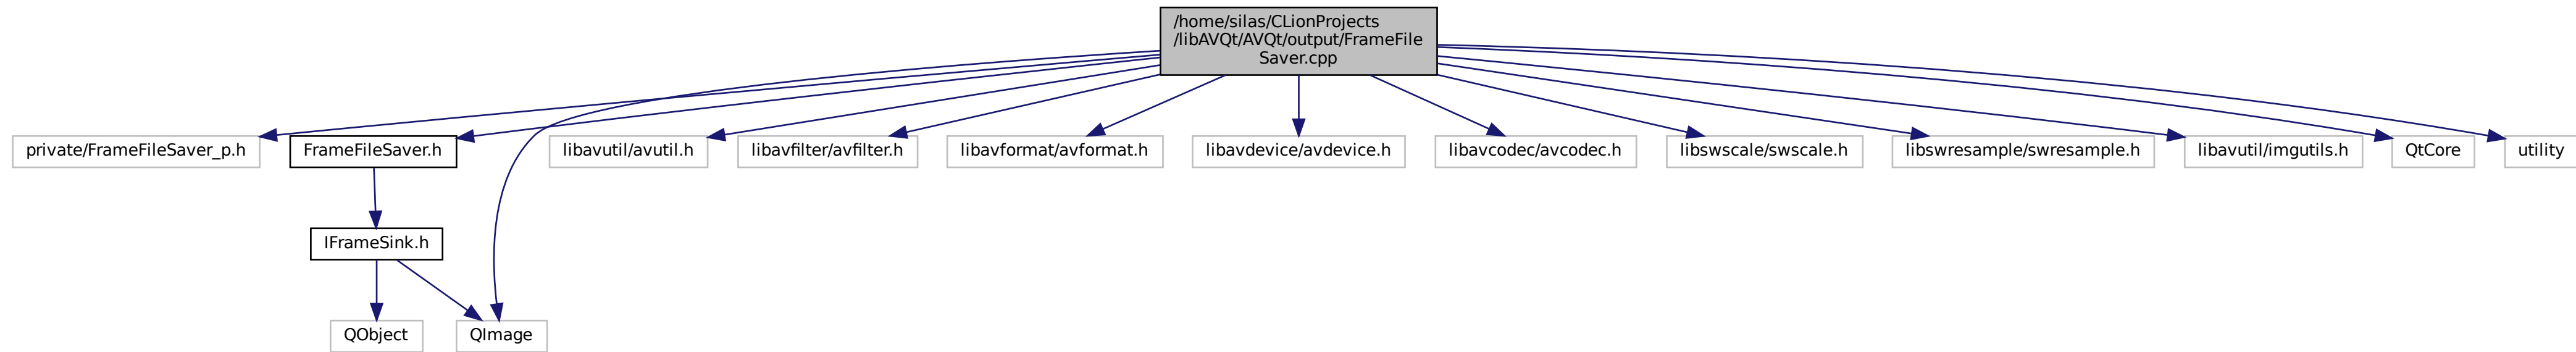 /home/silas/CLionProjects
/libAVQt/AVQt/output/FrameFile
Saver.cpp
private/FrameFileSaver_p.h
FrameFileSaver.h
libavutil/avutil.h
libavfilter/avfilter.h
libavformat/avformat.h
libavdevice/avdevice.h
libavcodec/avcodec.h
libswscale/swscale.h
libswresample/swresample.h
libavutil/imgutils.h
QtCore
utility
IFrameSink.h
QObject
QImage